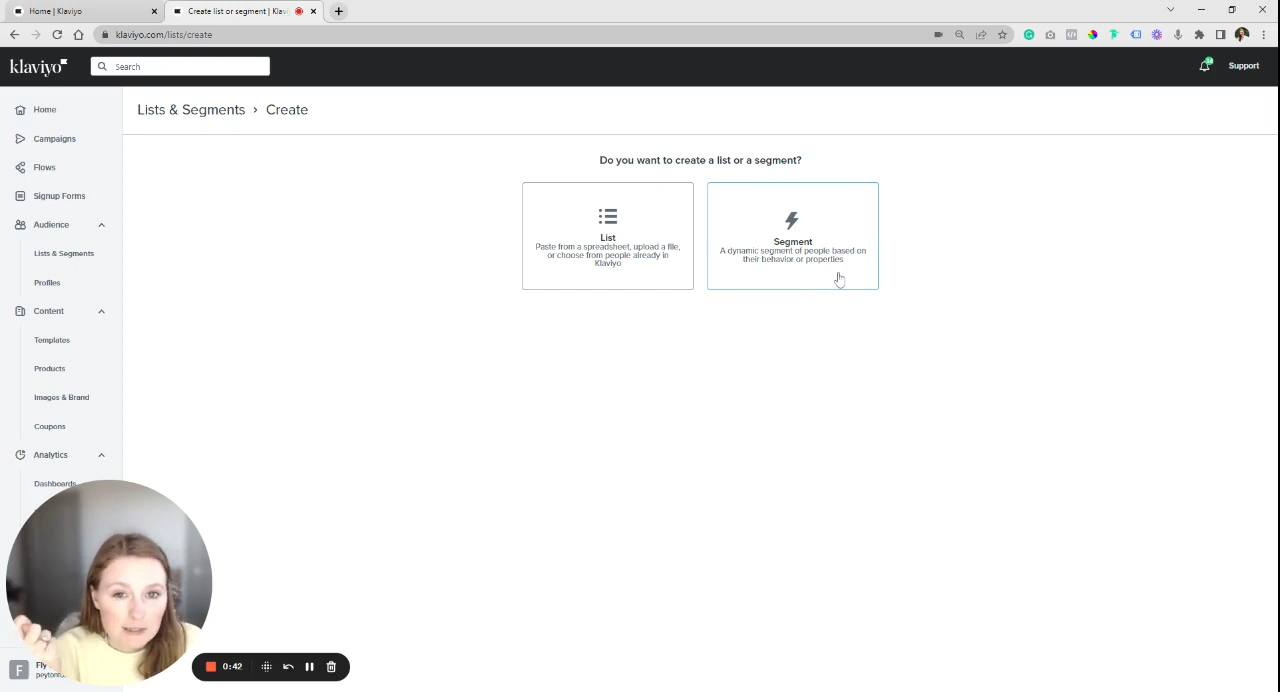 Home | Klaviyo
Create list or segment | Klavi
klaviyo.com/lists/create
klaviyo
Search
Support
Home
Campaigns
Flows
Signup Forms
Audience
Lists & Segments
Profiles
Content
Templates
Products
Images & Brand
Coupons
Analytics
Dashboards
F
Fly
Lists & Segments › Create
Do you want to create a list or a segment?
List
Paste from a spreadsheet, upload a file,
or choose from people already in
Klaviyo
Segment
A dynamic segment of people based on
their behavior or properties
0:42